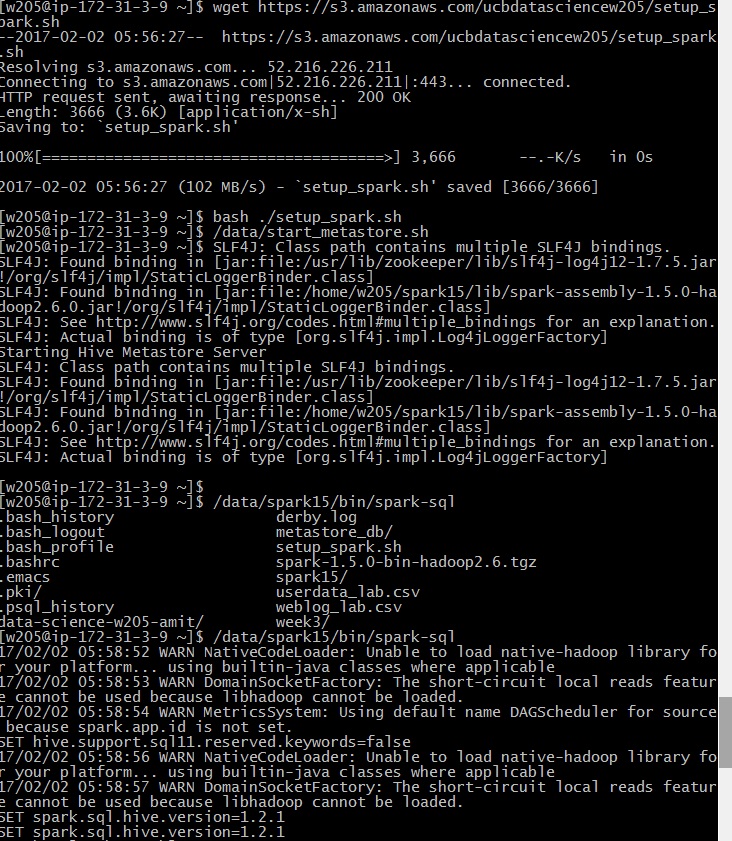 [w205@ip-172-31-3-9 ~]$ wget https://s3.amazonaws.com/ucbdatasciencew205/setup_s
park.sh
--2017-02-02 05:56:27--  https://s3.amazonaws.com/ucbdatasciencew205/setup_spark
.sh
Resolving s3.amazonaws.com... 52.216.226.211
Connecting to s3.amazonaws.com|52.216.226.211|:443... connected.
HTTP request sent, awaiting response... 200 OK
Length: 3666 (3.6K) [application/x-sh]
Saving to: `setup_spark.sh'
100%[======================================>] 3,666       --.-K/s   in 0s
2017-02-02 05:56:27 (102 MB/s) - `setup_spark.sh' saved [3666/3666]
[w205@ip-172-31-3-9 ~]$ bash ./setup_spark.sh
[w205@ip-172-31-3-9 ~]$ /data/start_metastore.sh
[w205@ip-172-31-3-9 ~]$ SLF4J: Class path contains multiple SLF4J bindings.
SLF4J: Found binding in [jar:file:/usr/lib/zookeeper/lib/slf4j-log4j12-1.7.5.jar
!/org/slf4j/impl/StaticLoggerBinder.class]
SLF4J: Found binding in [jar:file:/home/w205/spark15/lib/spark-assembly-1.5.0-ha
doop2.6.0.jar!/org/slf4j/impl/StaticLoggerBinder.class]
SLF4J: See http://www.slf4j.org/codes.html#multiple_bindings for an explanation.
SLF4J: Actual binding is of type [org.slf4j.impl.Log4jLoggerFactory]
Starting Hive Metastore Server
SLF4J: Class path contains multiple SLF4J bindings.
SLF4J: Found binding in [jar:file:/usr/lib/zookeeper/lib/slf4j-log4j12-1.7.5.jar
!/org/slf4j/impl/StaticLoggerBinder.class]
SLF4J: Found binding in [jar:file:/home/w205/spark15/lib/spark-assembly-1.5.0-ha
doop2.6.0.jar!/org/slf4j/impl/StaticLoggerBinder.class]
SLF4J: See http://www.slf4j.org/codes.html#multiple_bindings for an explanation.
SLF4J: Actual binding is of type [org.slf4j.impl.Log4jLoggerFactory]
[w205@ip-172-31-3-9 ~]$
[w205@ip-172-31-3-9 ~]$ /data/spark15/bin/spark-sql
.bash_history                  derby.log
.bash_logout                   metastore_db/
.bash_profile                  setup_spark.sh
.bashrc                        spark-1.5.0-bin-hadoop2.6.tgz
.emacs                         spark15/
.pki/                          userdata_lab.csv
.psql_history                  weblog_lab.csv
data-science-w205-amit/        week3/
[w205@ip-172-31-3-9 ~]$ /data/spark15/bin/spark-sql
17/02/02 05:58:52 WARN NativeCodeLoader: Unable to load native-hadoop library fo
r your platform... using builtin-java classes where applicable
17/02/02 05:58:53 WARN DomainSocketFactory: The short-circuit local reads featur
e cannot be used because libhadoop cannot be loaded.
17/02/02 05:58:54 WARN MetricsSystem: Using default name DAGScheduler for source
 because spark.app.id is not set.
SET hive.support.sql11.reserved.keywords=false
17/02/02 05:58:56 WARN NativeCodeLoader: Unable to load native-hadoop library fo
r your platform... using builtin-java classes where applicable
17/02/02 05:58:57 WARN DomainSocketFactory: The short-circuit local reads featur
e cannot be used because libhadoop cannot be loaded.
SET spark.sql.hive.version=1.2.1
SET spark.sql.hive.version=1.2.1